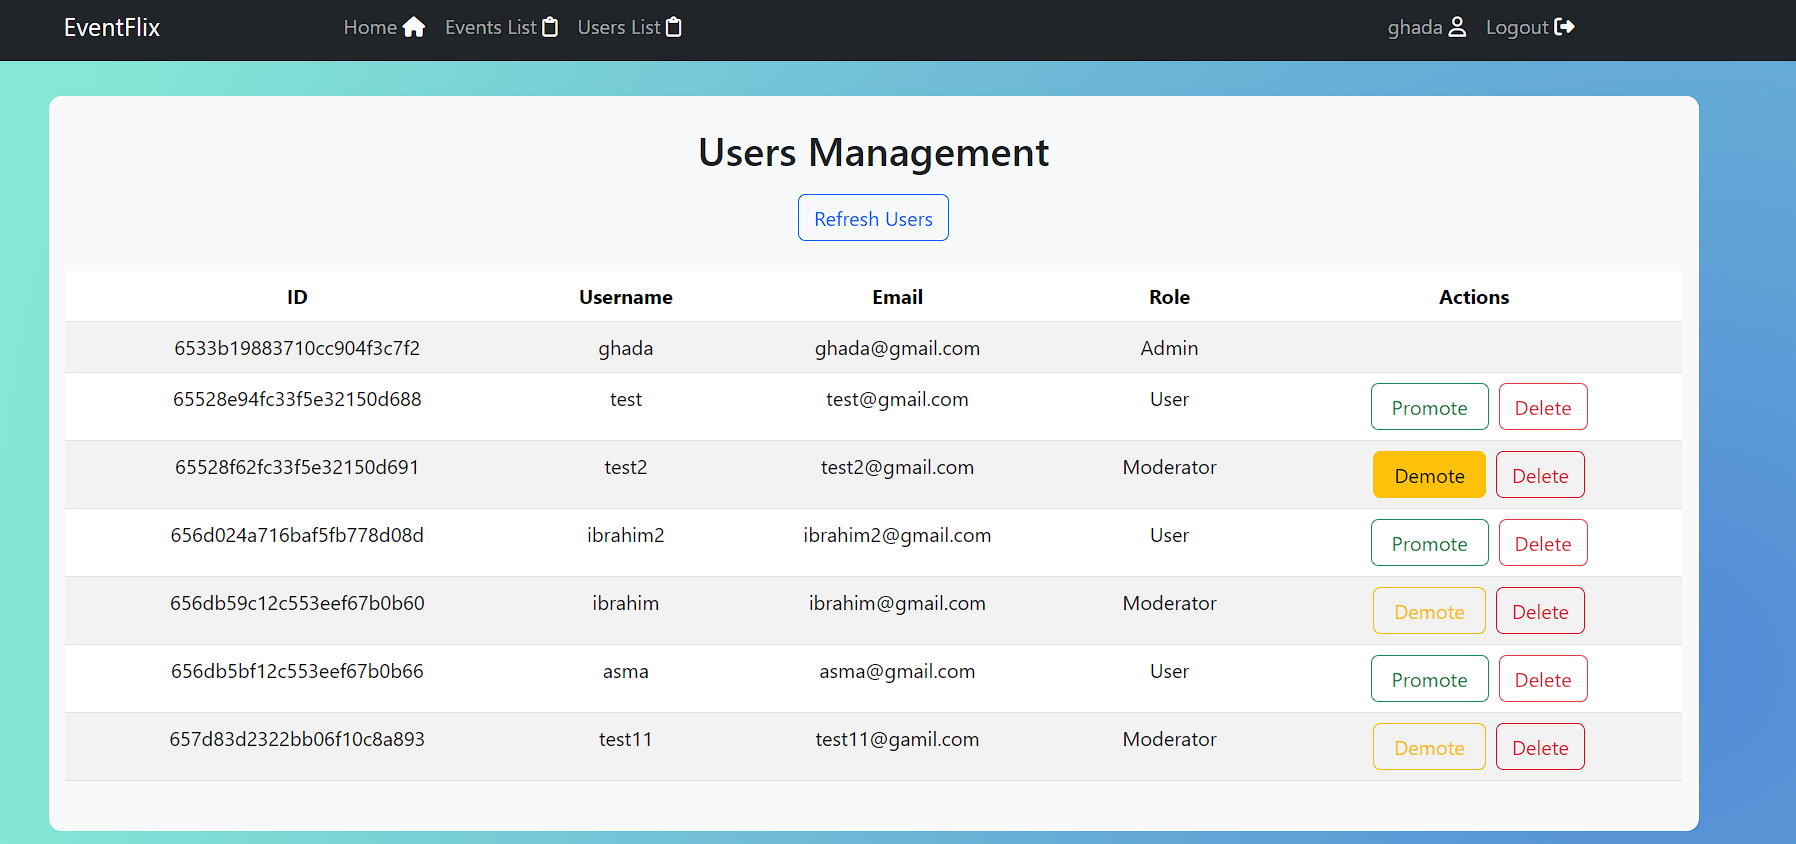 EventFlix Home Events List Users List ghada Logout
Users Management
Refresh Users
ID Username Email Role Actions
6533b19883710cc904f3c7f2 ghada ghada@gmail.com Admin
65528e94fc33f5e32150d688 test test@gmail.com User Promote Delete
65528f62fc33f5e32150d691 test2 test2@gmail.com Moderator Demote Delete
656d024a716baf5fb778d08d ibrahim2 ibrahim2@gmail.com User Promote Delete
656db59c12c553eef67b0b60 ibrahim ibrahim@gmail.com Moderator Demote Delete
656db5bf12c553eef67b0b66 asma asma@gmail.com User Promote Delete
657d83d2322bb06f10c8a893 test11 test11@gamil.com Moderator Demote Delete